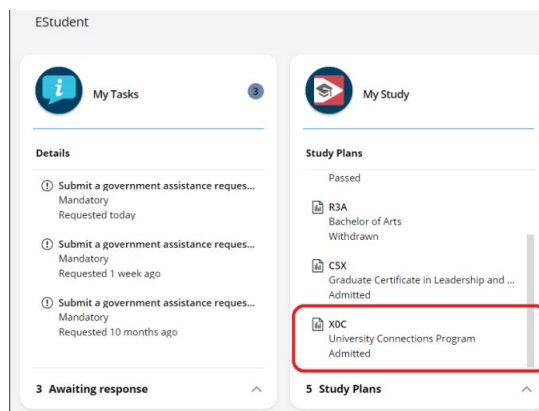 EStudent
My Tasks
3
Details
Submit a government assistance reques...
Mandatory
Requested today
Submit a government assistance reques...
Mandatory
Requested 1 week ago
Submit a government assistance reques...
Mandatory
Requested 10 months ago
3 Awaiting response
My Study
Study Plans
Passed
R3A
Bachelor of Arts
Withdrawn
C5X
Graduate Certificate in Leadership and ...
Admitted
X0C
University Connections Program
Admitted
5 Study Plans